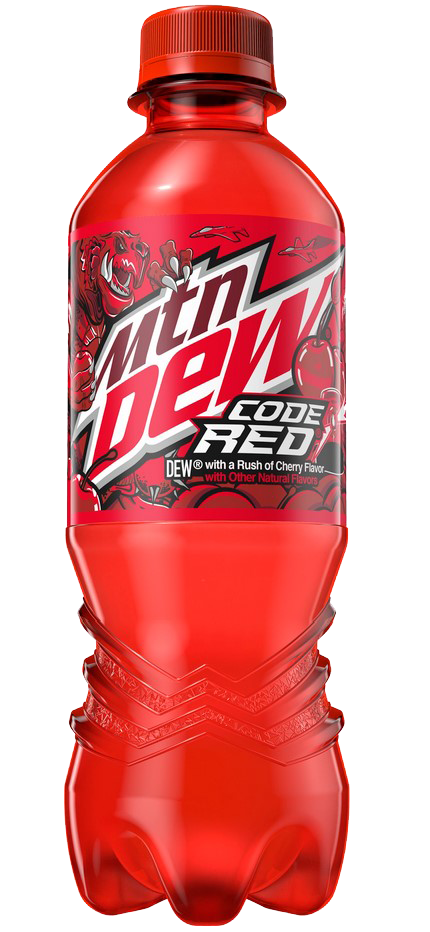 Mtn
DEW
CODE
RED
DEW® with a Rush of Cherry Flavor
with Other Natural Flavors